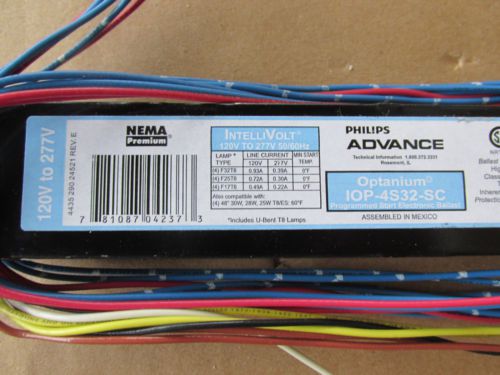 120V to 277V
4435 290 24521 REV. E
7 81087 04237 3
NEMA
Premium®
INTELLIVOLT®
120V TO 277V 50/60Hz
LAMP * LINE CURRENT MIN START
TYPE 120V 277V TEMP.
(4) F32T8 0.93A 0.39A 0°F
(4) F25T8 0.72A 0.30A 0°F
(4) F17T8 0.49A 0.22A 0°F
(4) 48" 30W, 28W, 25W T8/ES: 60°F
*Includes U-Bent T8 Lamps
PHILIPS
ADVANCE
Technical Information 1.800.372.3331
Rosemont, IL
Optanium®
IOP-4S32-SC
Programmed Start Electronic Ballast
ASSEMBLED IN MEXICO
Ballast
Class
Inheren
Protectio